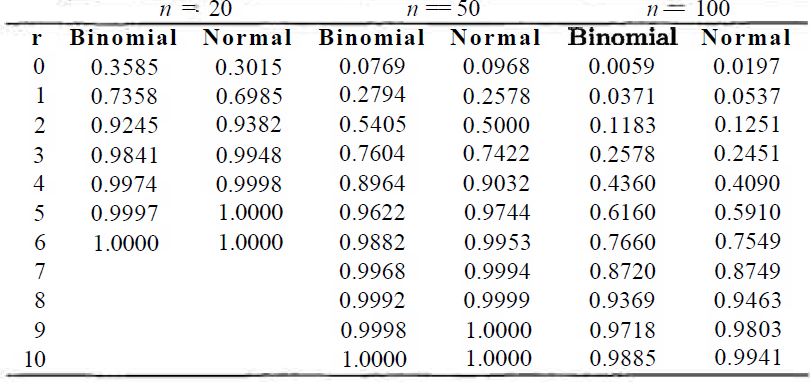 n = 20 n = 50 n = 100
r Binomial Normal Binomial Normal Binomial Normal
0 0.3585 0.3015 0.0769 0.0968 0.0059 0.0197
1 0.7358 0.6985 0.2794 0.2578 0.0371 0.0537
2 0.9245 0.9382 0.5405 0.5000 0.1183 0.1251
3 0.9841 0.9948 0.7604 0.7422 0.2578 0.2451
4 0.9974 0.9998 0.8964 0.9032 0.4360 0.4090
5 0.9997 1.0000 0.9622 0.9744 0.6160 0.5910
6 1.0000 1.0000 0.9882 0.9953 0.7660 0.7549
7 0.9968 0.9994 0.8720 0.8749
8 0.9992 0.9999 0.9369 0.9463
9 0.9998 1.0000 0.9718 0.9803
10 1.0000 1.0000 0.9885 0.9941